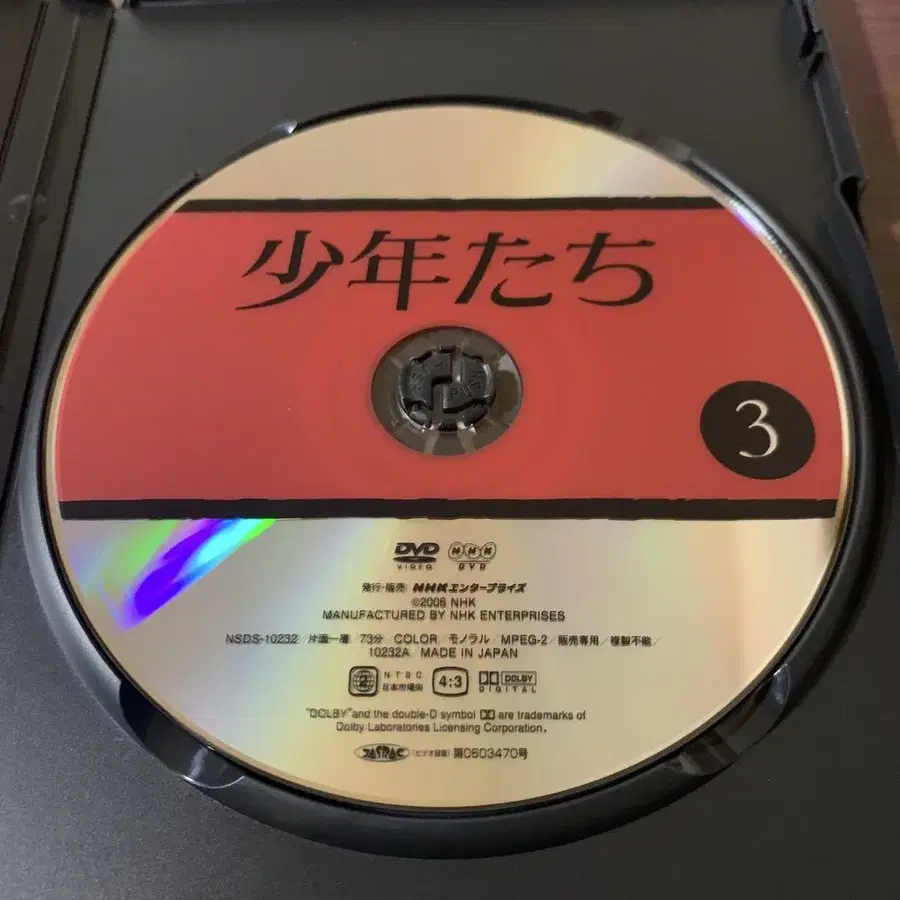 少年たち
3
DVD VIDEO NHK DVD
発行・販売 NHKエンタープライズ
©2006 NHK
MANUFACTURED BY NHK ENTERPRISES
NSDS-10232/片面一層/73分/COLOR/モノラル/MPEG-2/販売専用/複製不能/
10232A MADE IN JAPAN
2 NTSC 日本市場向 4:3 DOLBY DIGITAL
"DOLBY"and the double-D symbol are trademarks of
Dolby Laboratories Licensing Corporation.
JASRAC 第0603470号